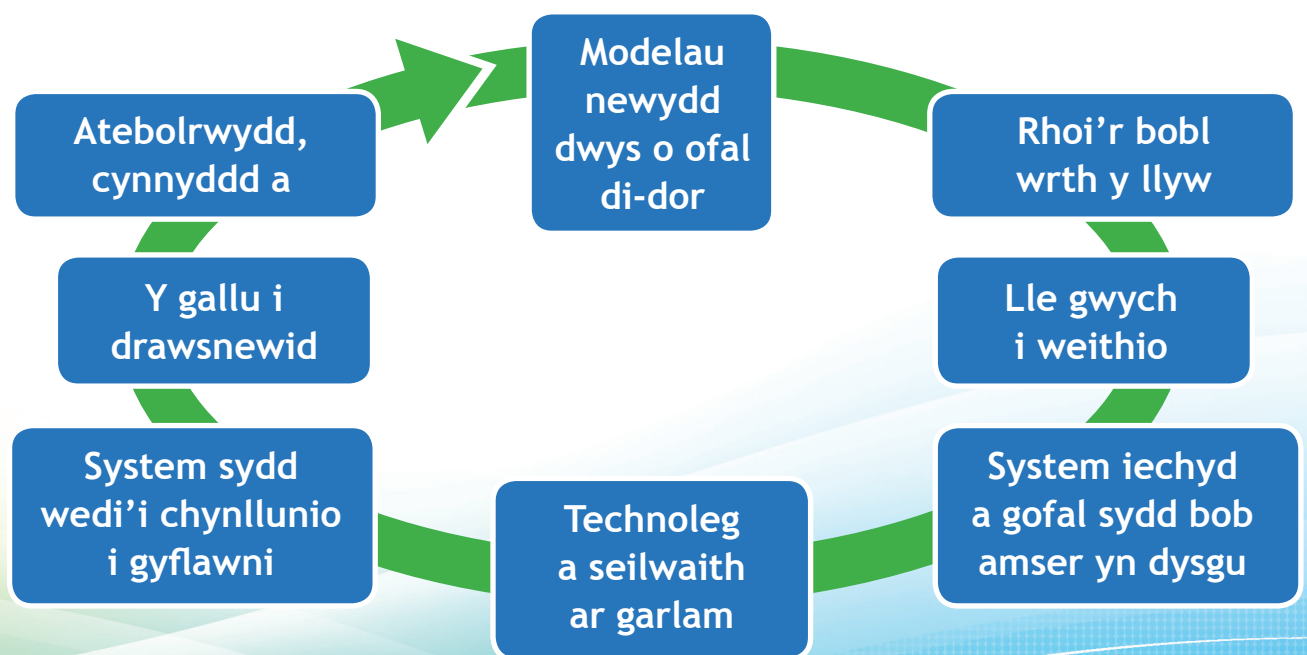 Modelau
newydd
dwys o ofal
di-dor
Rhoi’r bobl
wrth y llyw
Lle gwych
i weithio
System iechyd
a gofal sydd bob
amser yn dysgu
Technoleg
a seilwaith
ar garlam
System sydd
wedi’i chynllunio
i gyflawni
Y gallu i
drawsnewid
Atebolrwydd,
cynnyddd a